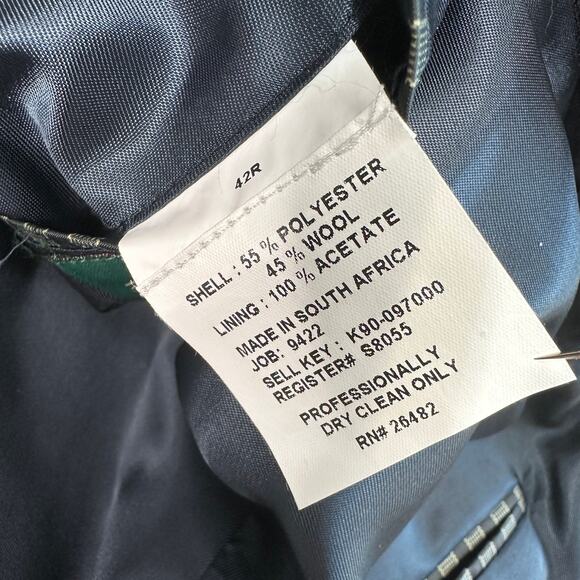 42R
SHELL : 55 % POLYESTER
45 % WOOL
LINING : 100 % ACETATE
MADE IN SOUTH AFRICA
JOB: 9422
SELL KEY : K90-097000
REGISTER# S8055
PROFESSIONALLY
DRY CLEAN ONLY
RN# 26482